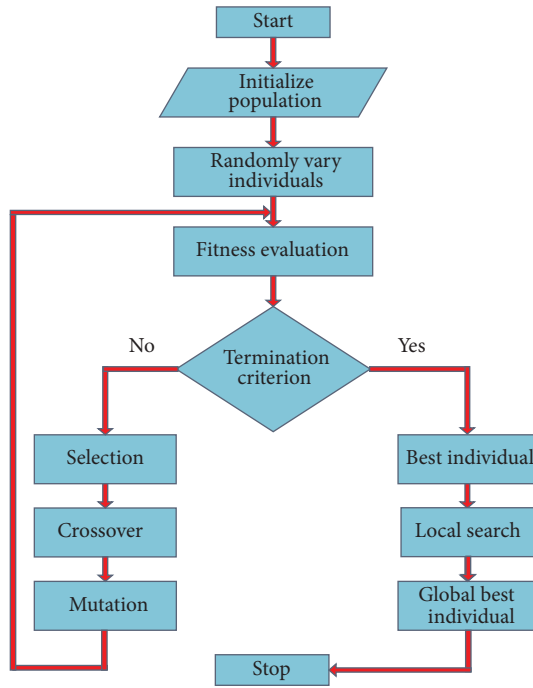 Start
Initialize
population
Randomly vary
individuals
Fitness evaluation
Termination
criterion
No
Yes
Selection
Crossover
Mutation
Best individual
Local search
Global best
individual
Stop